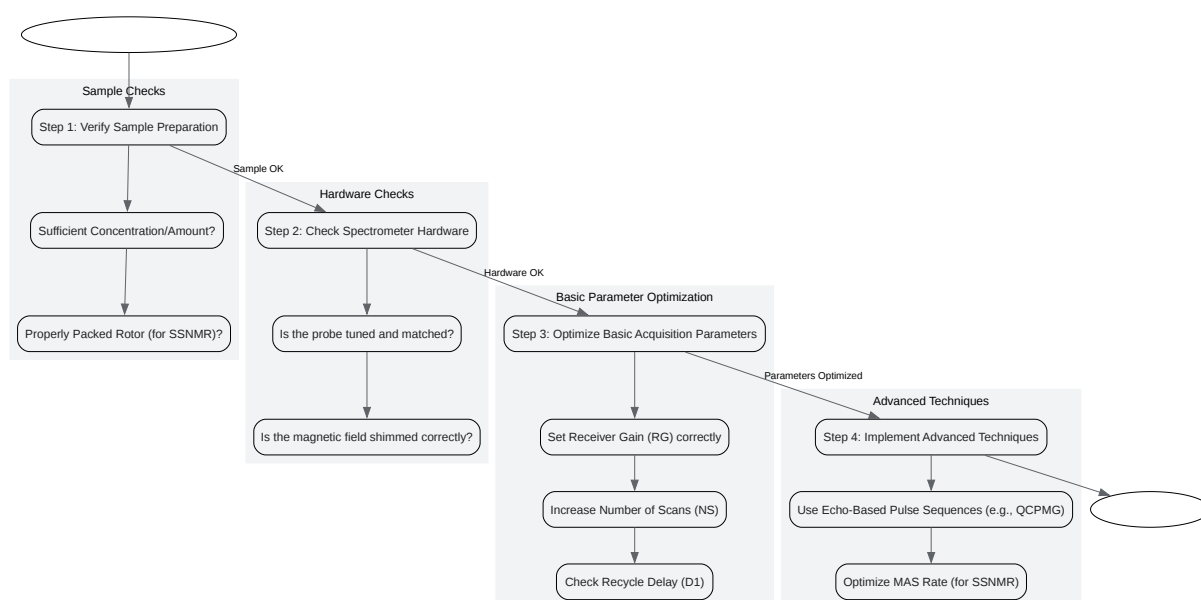 Sample Checks
Step 1: Verify Sample Preparation
Sample OK
Sufficient Concentration/Amount?
Properly Packed Rotor (for SSNMR)?
Hardware Checks
Step 2: Check Spectrometer Hardware
Hardware OK
Is the probe tuned and matched?
Is the magnetic field shimmed correctly?
Basic Parameter Optimization
Step 3: Optimize Basic Acquisition Parameters
Parameters Optimized
Set Receiver Gain (RG) correctly
Increase Number of Scans (NS)
Check Recycle Delay (D1)
Advanced Techniques
Step 4: Implement Advanced Techniques
Use Echo-Based Pulse Sequences (e.g., QCPMG)
Optimize MAS Rate (for SSNMR)